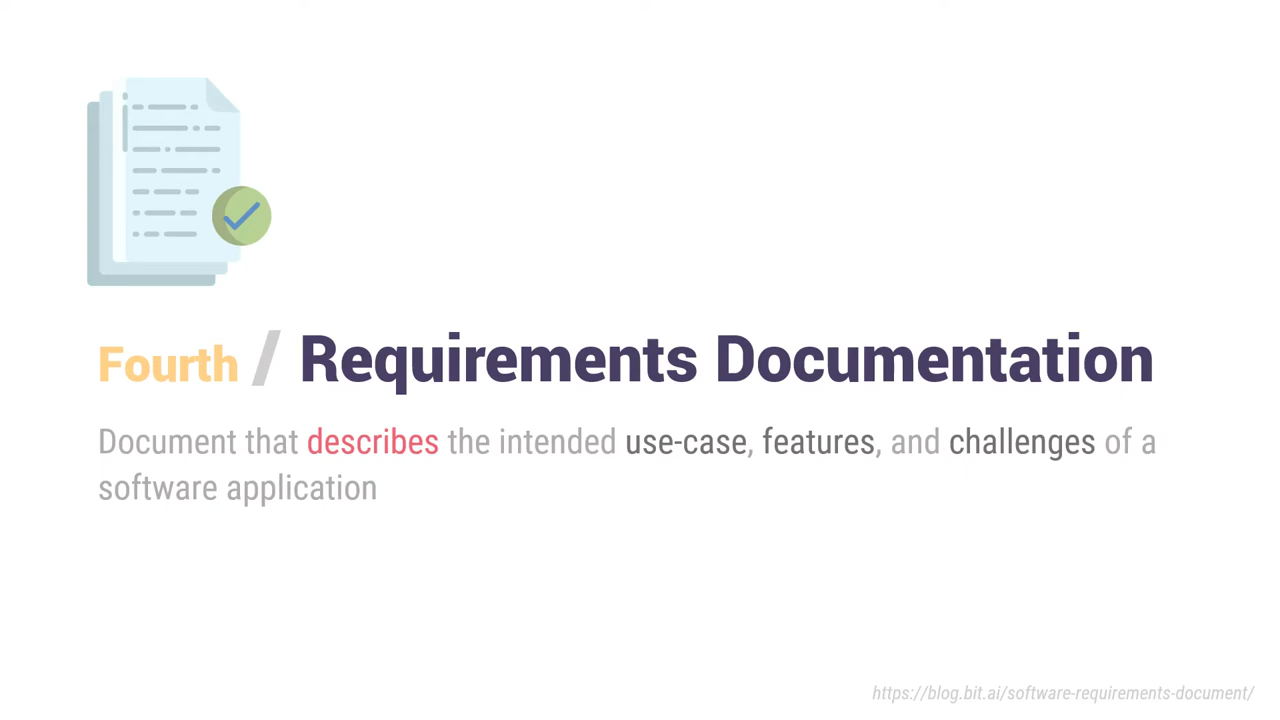 Fourth / Requirements Documentation
Document that describes the intended use-case, features, and challenges of a
software application
https://blog.bit.ai/software-requirements-document/